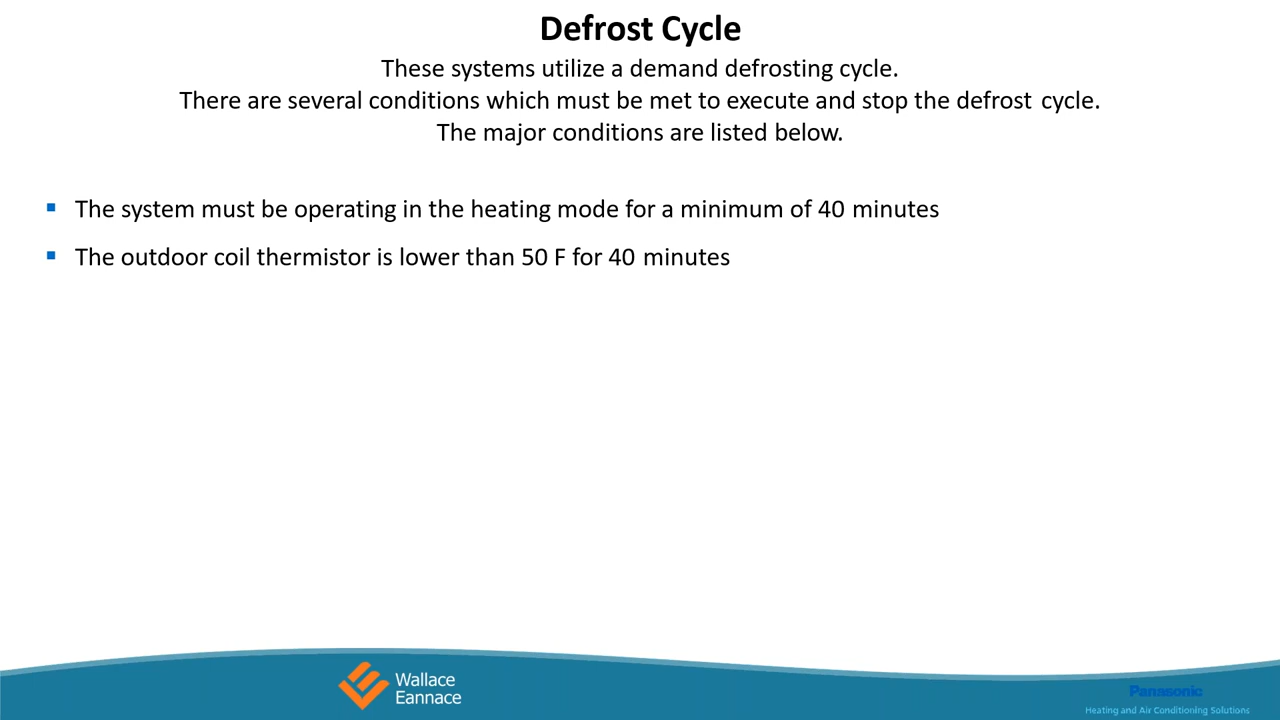 Defrost Cycle
These systems utilize a demand defrosting cycle.
There are several conditions which must be met to execute and stop the defrost cycle.
The major conditions are listed below.
▪ The system must be operating in the heating mode for a minimum of 40 minutes
▪ The outdoor coil thermistor is lower than 50 F for 40 minutes
Wallace
Eannace
Panasonic
Heating and Air Conditioning Solutions